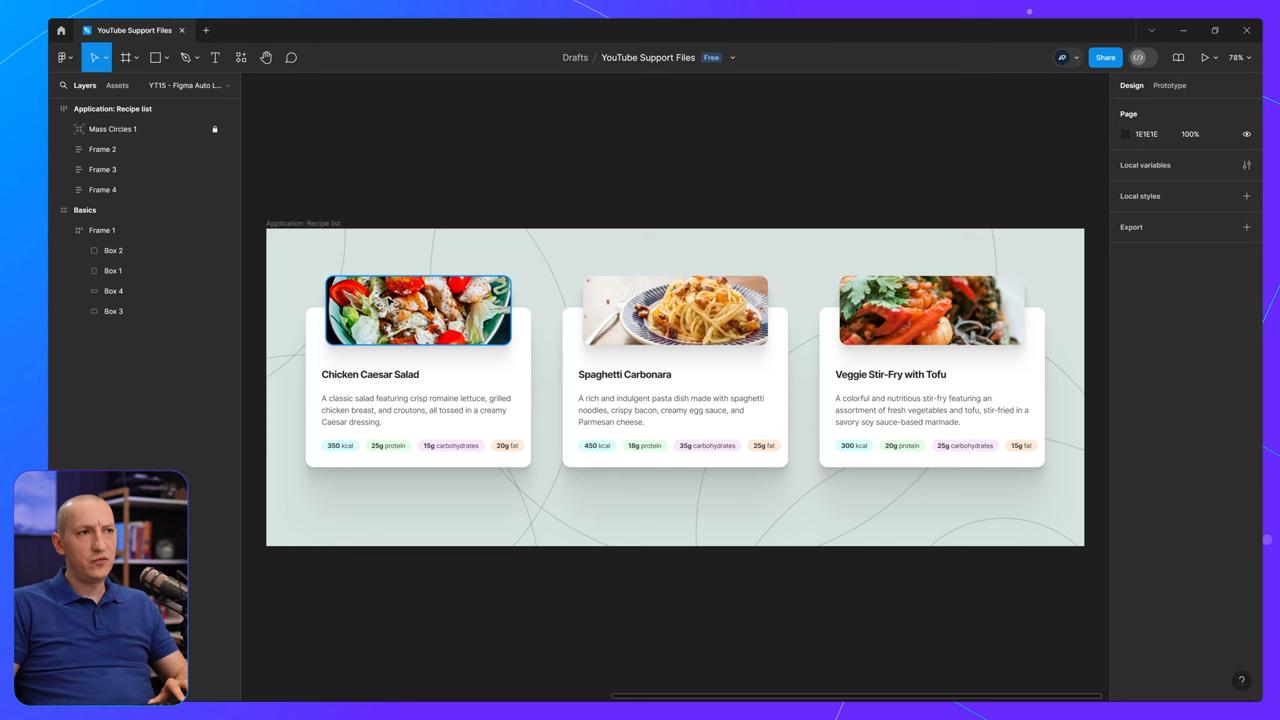 YouTube Support Files
Drafts / YouTube Support Files Free
Share
78%
Layers Assets YT15 - Figma Auto L...
Application: Recipe list
Mass Circles 1
Frame 2
Frame 3
Frame 4
Basics
Frame 1
Box 2
Box 1
Box 4
Box 3
Application: Recipe list
Chicken Caesar Salad
A classic salad featuring crisp romaine lettuce, grilled
chicken breast, and croutons, all tossed in a creamy
Caesar dressing.
350 kcal 25g protein 15g carbohydrates 20g fat
Spaghetti Carbonara
A rich and indulgent pasta dish made with spaghetti
noodles, crispy bacon, creamy egg sauce, and
Parmesan cheese.
450 kcal 18g protein 35g carbohydrates 25g fat
Veggie Stir-Fry with Tofu
A colorful and nutritious stir-fry featuring an
assortment of fresh vegetables and tofu, stir-fried in a
savory soy sauce-based marinade.
300 kcal 20g protein 25g carbohydrates 15g fat
Design Prototype
Page
1E1E1E 100%
Local variables
Local styles
Export
?